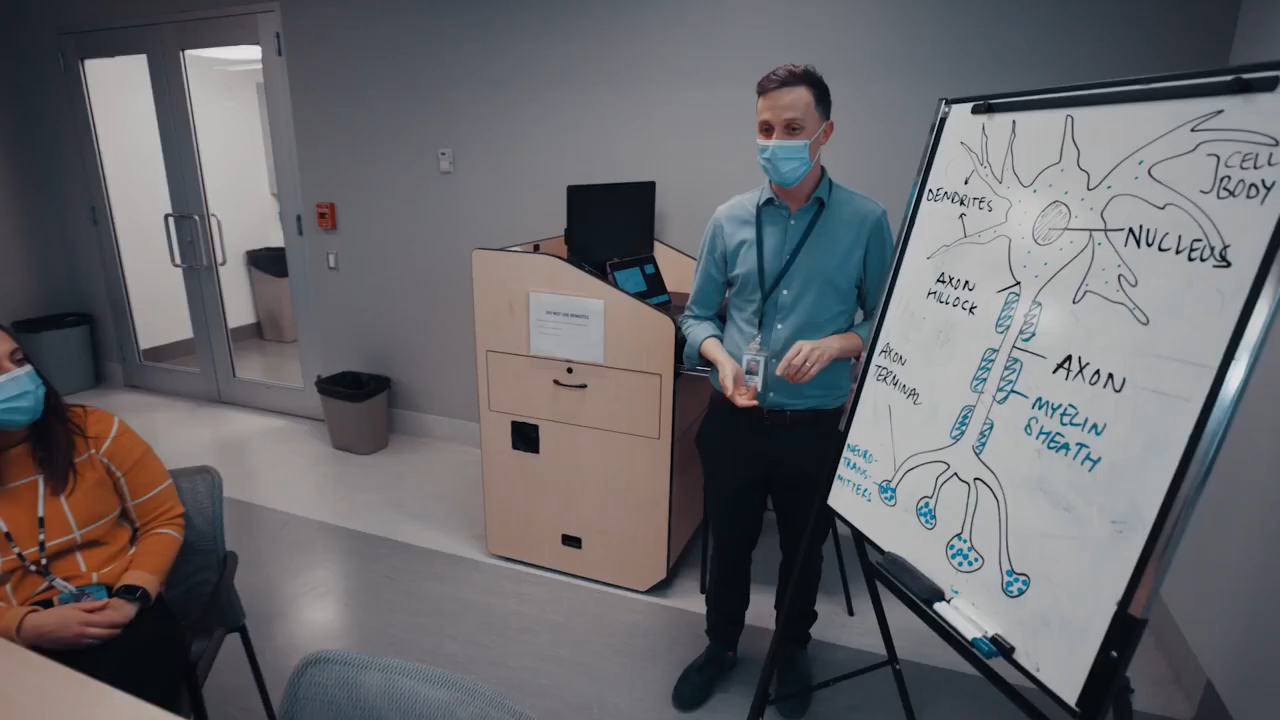 CELL
BODY
DENDRITES
NUCLEUS
AXON
HILLOCK
AXON
TERMINAL
AXON
MYELIN
SHEATH
NEURO-
TRANS-
MITTERS